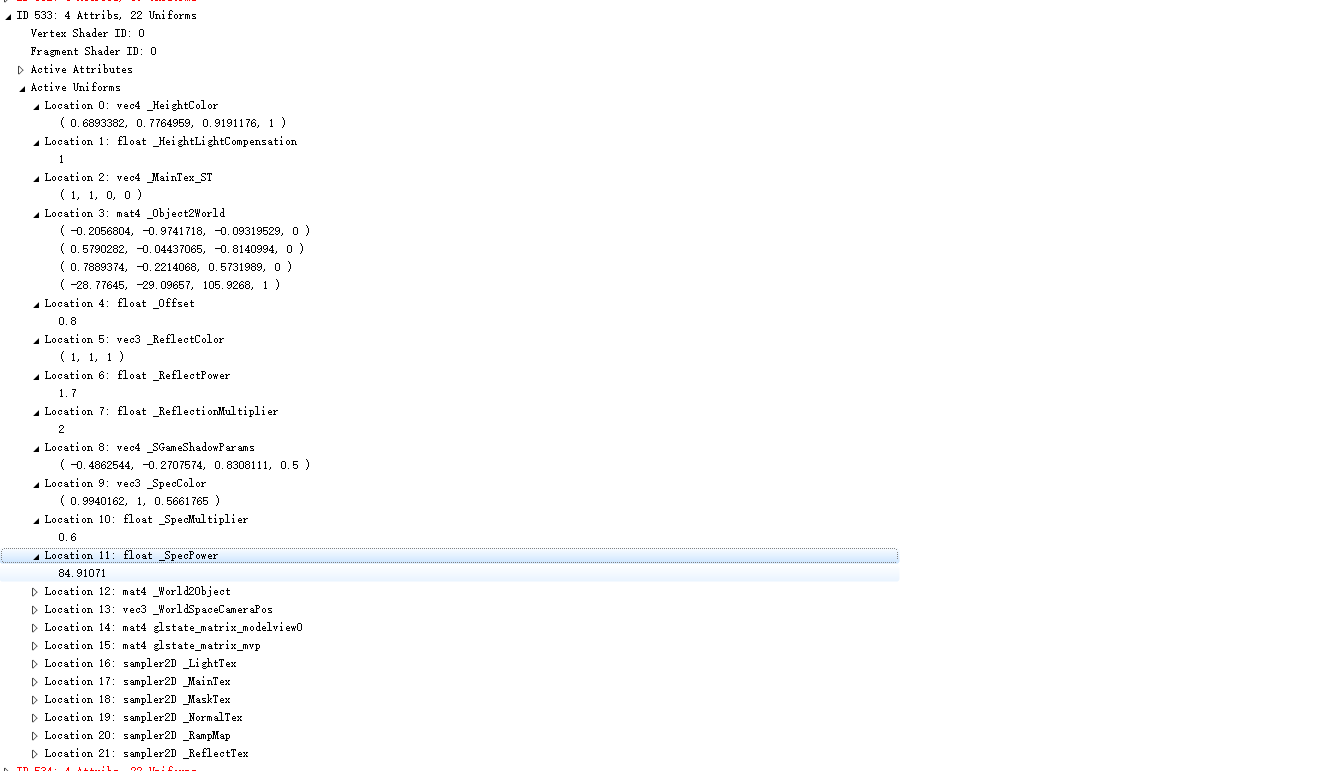 ID 533: 4 Attribs, 22 Uniforms
Vertex Shader ID: 0
Fragment Shader ID: 0
Active Attributes
Active Uniforms
Location 0: vec4 _HeightColor
( 0.6893382, 0.7764959, 0.9191176, 1 )
Location 1: float _HeightLightCompensation
1
Location 2: vec4 _MainTex_ST
( 1, 1, 0, 0 )
Location 3: mat4 _Object2World
( -0.2056804, -0.9741718, -0.09319529, 0 )
( 0.5790282, -0.04437065, -0.8140994, 0 )
( 0.7889374, -0.2214068, 0.5731989, 0 )
( -28.77645, -29.09657, 105.9268, 1 )
Location 4: float _Offset
0.8
Location 5: vec3 _ReflectColor
( 1, 1, 1 )
Location 6: float _ReflectPower
1.7
Location 7: float _ReflectionMultiplier
2
Location 8: vec4 _SGameShadowParams
( -0.4862544, -0.2707574, 0.8308111, 0.5 )
Location 9: vec3 _SpecColor
( 0.9940162, 1, 0.5661765 )
Location 10: float _SpecMultiplier
0.6
Location 11: float _SpecPower
84.91071
Location 12: mat4 _World2Object
Location 13: vec3 _WorldSpaceCameraPos
Location 14: mat4 glstate_matrix_modelview0
Location 15: mat4 glstate_matrix_mvp
Location 16: sampler2D _LightTex
Location 17: sampler2D _MainTex
Location 18: sampler2D _MaskTex
Location 19: sampler2D _NormalTex
Location 20: sampler2D _RampMap
Location 21: sampler2D _ReflectTex
ID 534: 4 Attribs, 22 Uniforms